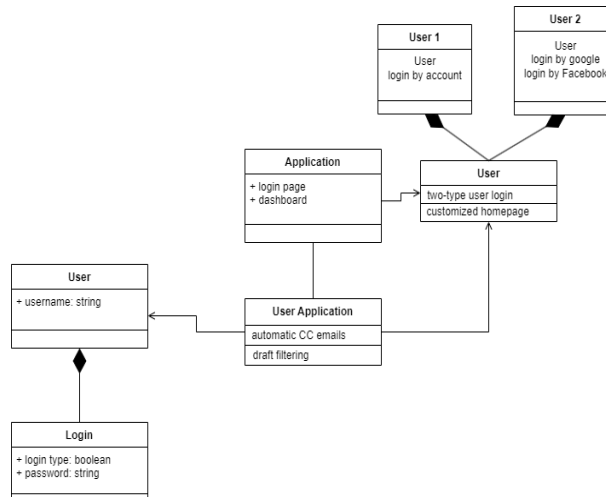 User 1
User
login by account
User 2
User
login by google
login by Facebook
Application
+ login page
+ dashboard
User
two-type user login
customized homepage
User
+ username: string
User Application
automatic CC emails
draft filtering
Login
+ login type: boolean
+ password: string